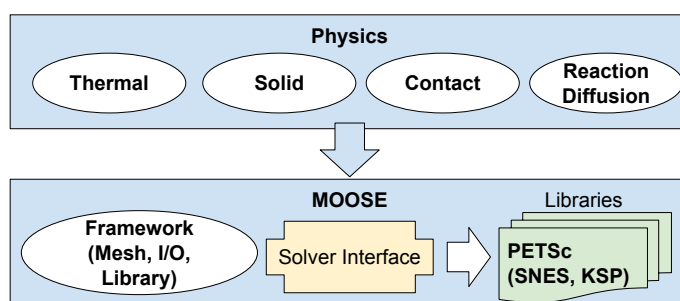 Physics
Thermal
Solid
Contact
Reaction
Diffusion
MOOSE
Libraries
Framework
(Mesh, I/O,
Library)
Solver Interface
PETSc
(SNES, KSP)